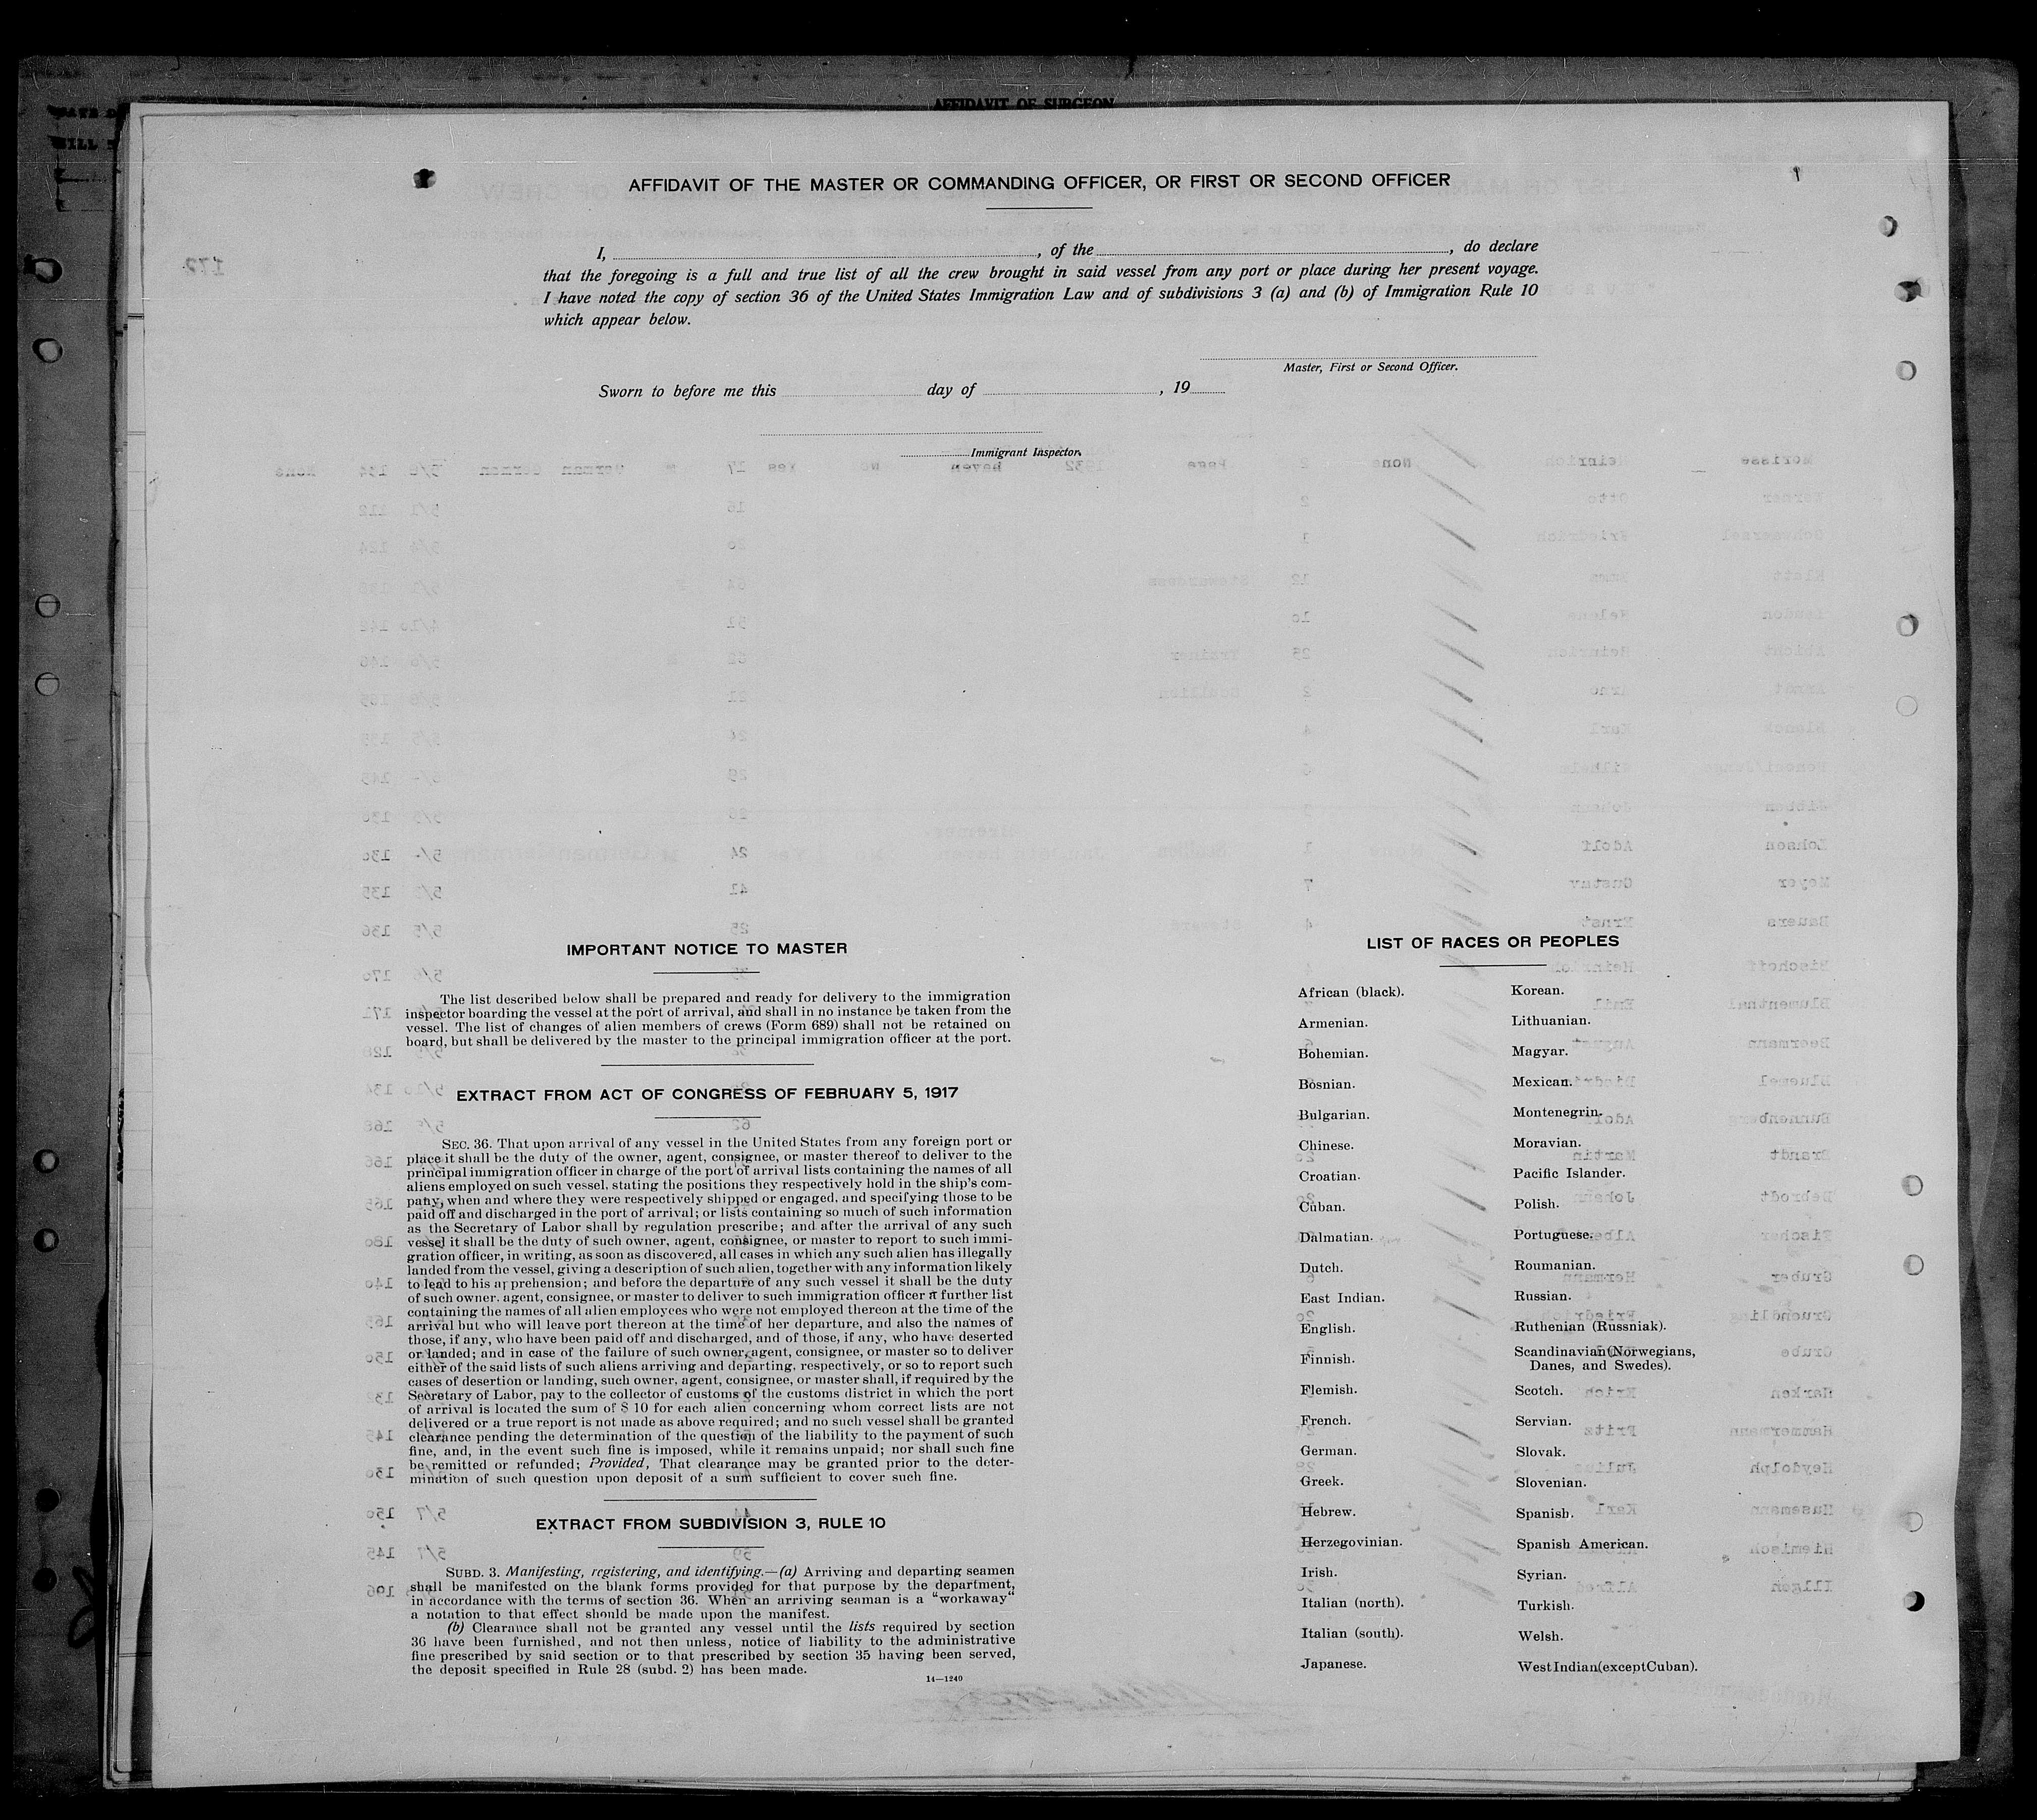 AFFIDAVIT OF SURGEON
AFFIDAVIT OF THE MASTER OR COMMANDING OFFICER, OR FIRST OR SECOND OFFICER
I, , of the , do declare
that the foregoing is a full and true list of all the crew brought in said vessel from any port or place during her present voyage.
I have noted the copy of section 36 of the United States Immigration Law and of subdivisions 3 (a) and (b) of Immigration Rule 10
which appear below.
Master, First or Second Officer.
Sworn to before me this day of , 19
Immigrant Inspector.
IMPORTANT NOTICE TO MASTER
The list described below shall be prepared and ready for delivery to the immigration
inspector boarding the vessel at the port of arrival, and shall in no instance be taken from the
vessel. The list of changes of alien members of crews (Form 689) shall not be retained on
board, but shall be delivered by the master to the principal immigration officer at the port.
EXTRACT FROM ACT OF CONGRESS OF FEBRUARY 5, 1917
SEC. 36. That upon arrival of any vessel in the United States from any foreign port or
place it shall be the duty of the owner, agent, consignee, or master thereof to deliver to the
principal immigration officer in charge of the port of arrival lists containing the names of all
aliens employed on such vessel, stating the positions they respectively hold in the ship's com-
pany, when and where they were respectively shipped or engaged, and specifying those to be
paid off and discharged in the port of arrival; or lists containing so much of such information
as the Secretary of Labor shall by regulation prescribe; and after the arrival of any such
vessel it shall be the duty of such owner, agent, consignee, or master to report to such immi-
gration officer, in writing, as soon as discovered, all cases in which any such alien has illegally
landed from the vessel, giving a description of such alien, together with any information likely
to lead to his apprehension; and before the departure of any such vessel it shall be the duty
of such owner. agent, consignee, or master to deliver to such immigration officer a further list
containing the names of all alien employees who were not employed thereon at the time of the
arrival but who will leave port thereon at the time of her departure, and also the names of
those, if any, who have been paid off and discharged, and of those, if any, who have deserted
or landed; and in case of the failure of such owner, agent, consignee, or master so to deliver
either of the said lists of such aliens arriving and departing, respectively, or so to report such
cases of desertion or landing, such owner, agent, consignee, or master shall, if required by the
Secretary of Labor, pay to the collector of customs of the customs district in which the port
of arrival is located the sum of $ 10 for each alien concerning whom correct lists are not
delivered or a true report is not made as above required; and no such vessel shall be granted
clearance pending the determination of the question of the liability to the payment of such
fine, and, in the event such fine is imposed, while it remains unpaid; nor shall such fine
be remitted or refunded; Provided, That clearance may be granted prior to the deter-
mination of such question upon deposit of a sum sufficient to cover such fine.
EXTRACT FROM SUBDIVISION 3, RULE 10
SUBD. 3. Manifesting, registering, and identifying.—(a) Arriving and departing seamen
shall be manifested on the blank forms provided for that purpose by the department,
in accordance with the terms of section 36. When an arriving seaman is a “workaway“
a notation to that effect should be made upon the manifest.
(b) Clearance shall not be granted any vessel until the lists required by section
36 have been furnished, and not then unless, notice of liability to the administrative
fine prescribed by said section or to that prescribed by section 35 having been served,
the deposit specified in Rule 28 (subd. 2) has been made.
14—1240
LIST OF RACES OR PEOPLES
African (black).
Armenian.
Bohemian.
Bosnian.
Bulgarian.
Chinese.
Croatian.
Cuban.
Dalmatian.
Dutch.
East Indian.
English.
Finnish.
Flemish.
French.
German.
Greek.
Hebrew.
Herzegovinian.
Irish.
Italian (north).
Italian (south).
Japanese.
Korean.
Lithuanian.
Magyar.
Mexican.
Montenegrin.
Moravian.
Pacific Islander.
Polish.
Portuguese.
Roumanian.
Russian.
Ruthenian (Russniak).
Scandinavian (Norwegians,
Danes, and Swedes).
Scotch.
Servian.
Slovak.
Slovenian.
Spanish.
Spanish American.
Syrian.
Turkish.
Welsh.
West Indian (except Cuban).